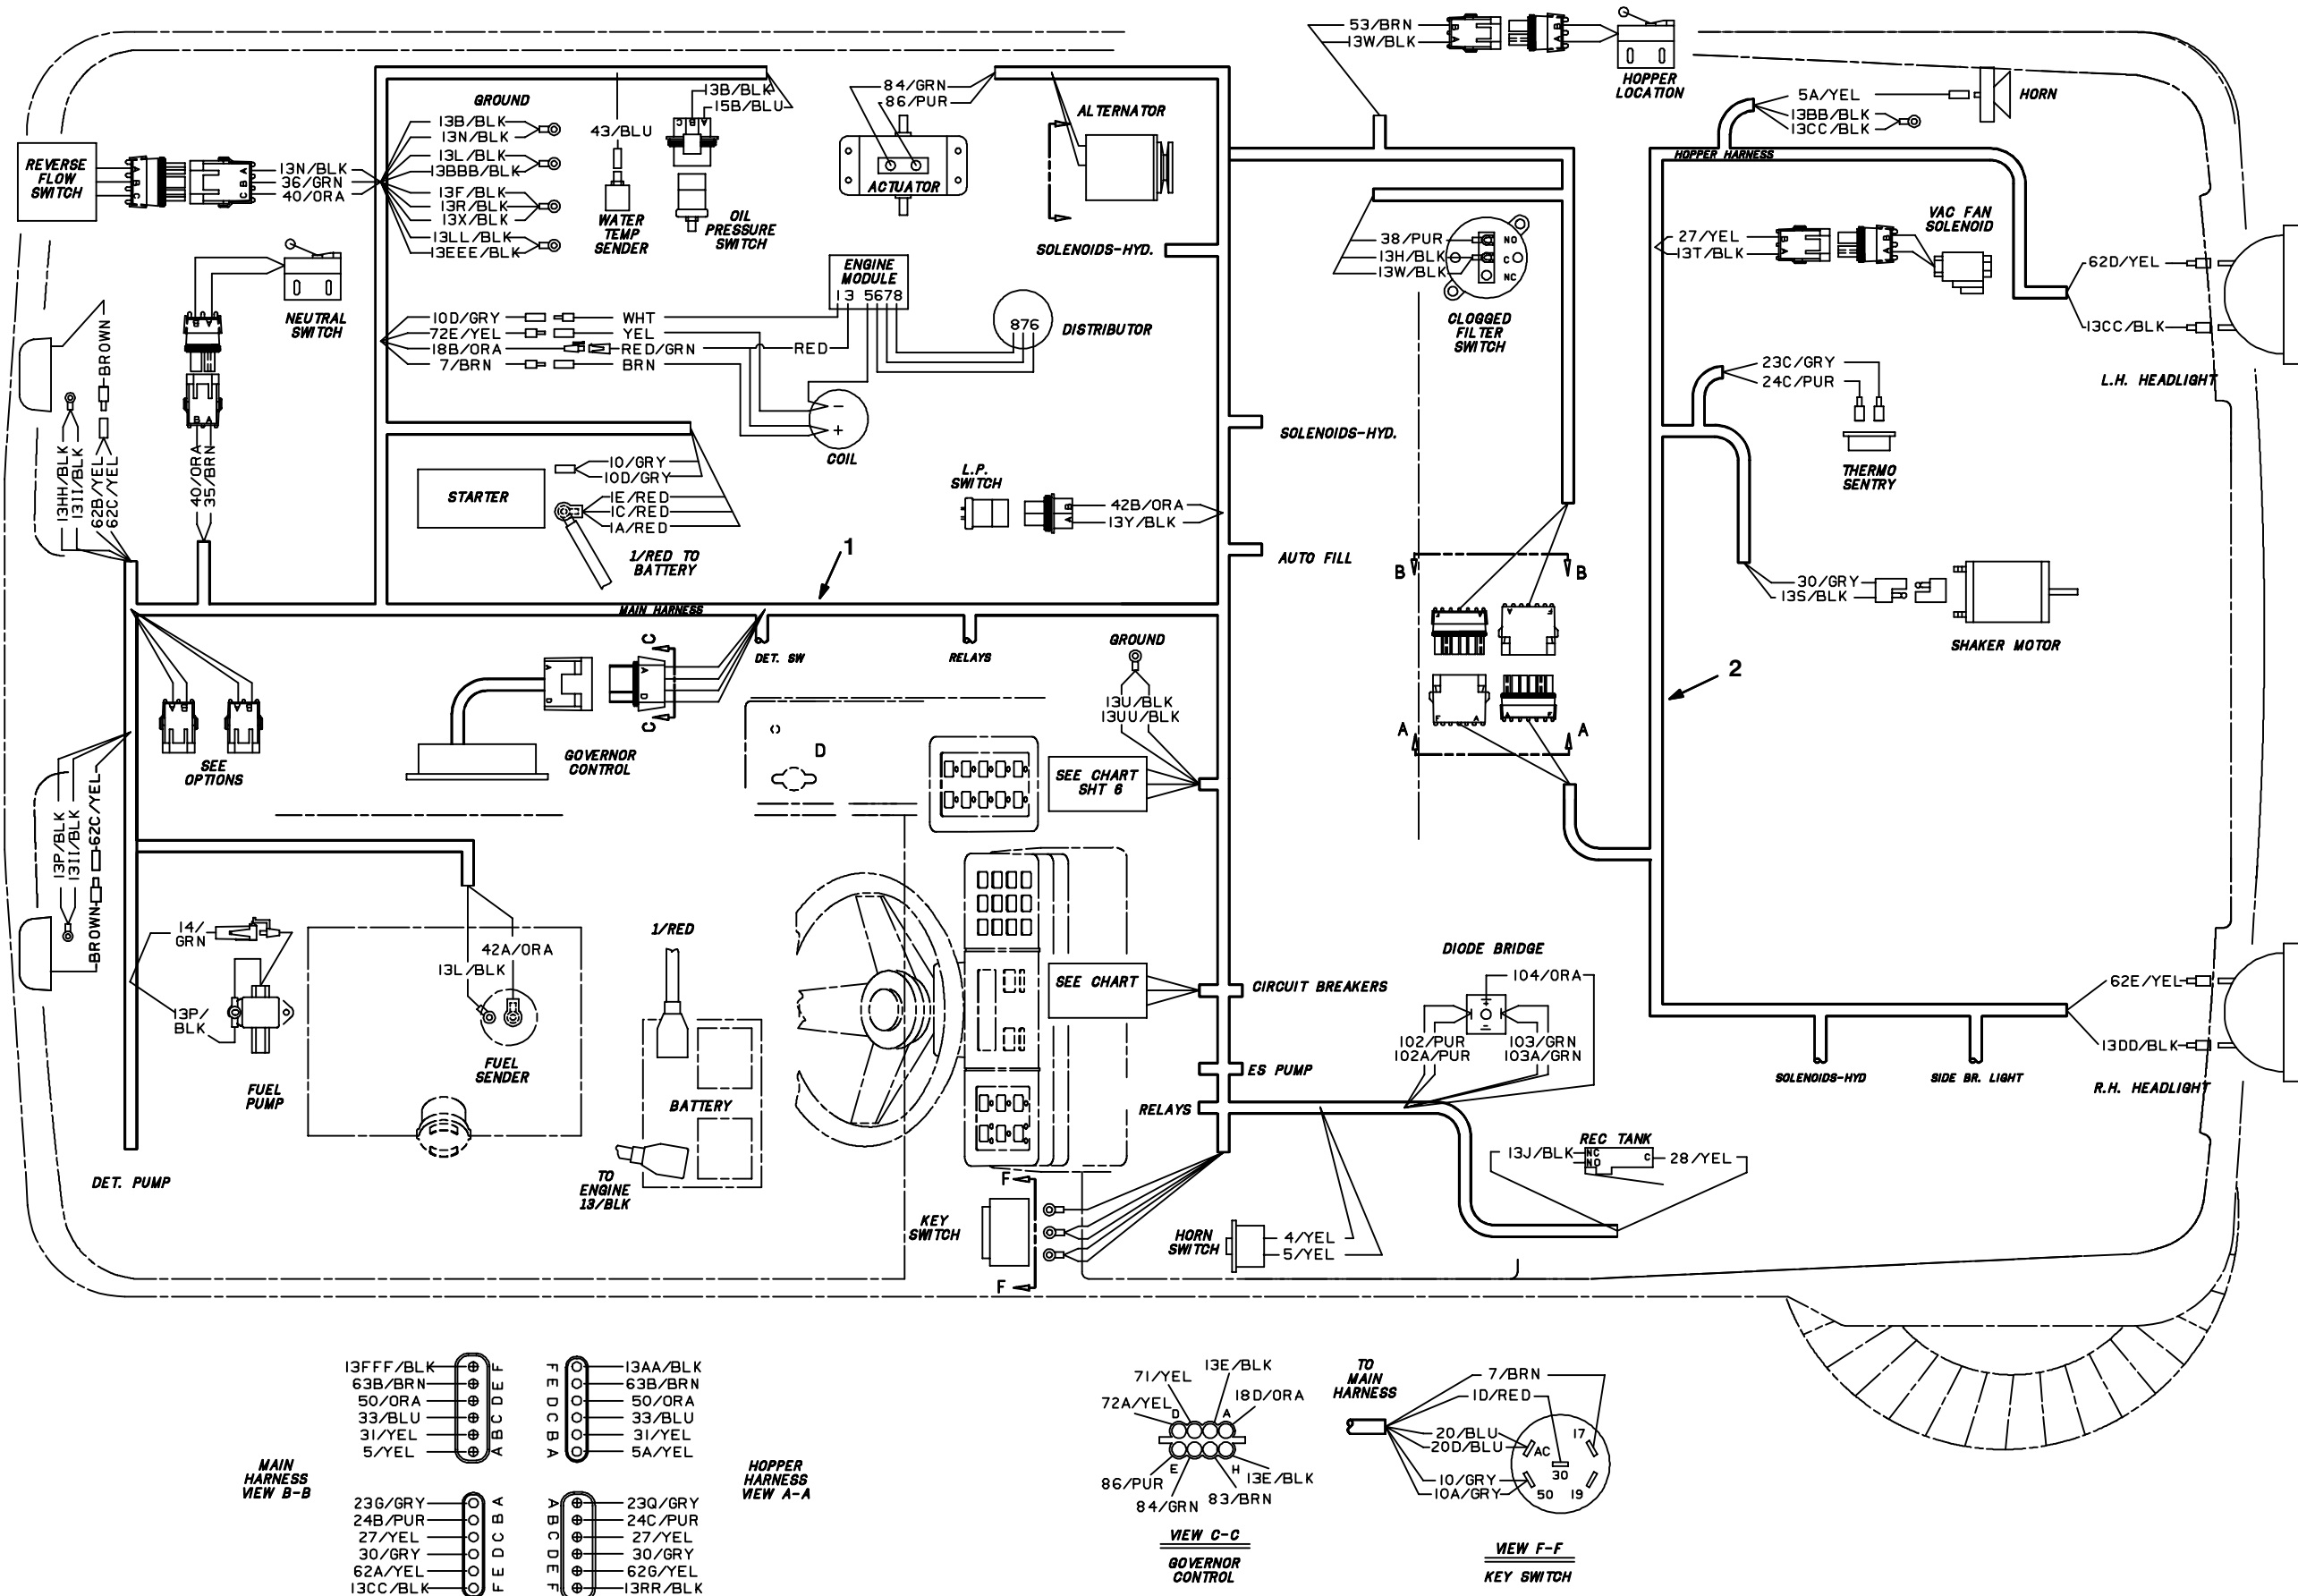 53/BRN
13W/BLK
HOPPER
LOCATION
5A/YEL
13BB/BLK
13CC/BLK
HORN
GROUND
13B/BLK
13N/BLK
13L/BLK
13BBB/BLK
13F/BLK
13R/BLK
13X/BLK
13LL/BLK
13EEE/BLK
43/BLU
WATER
TEMP
SENDER
13B/BLK
15B/BLU
C B A
OIL
PRESSURE
SWITCH
84/GRN
86/PUR
ACTUATOR
ALTERNATOR
HOPPER HARNESS
REVERSE
FLOW
SWITCH
A
B
C
13N/BLK
36/GRN
40/ORA
NEUTRAL
SWITCH
SOLENOIDS-HYD.
38/PUR
13H/BLK
13W/BLK
NO
C
NC
CLOGGED
FILTER
SWITCH
27/YEL
13T/BLK
VAC FAN
SOLENOID
62D/YEL
13CC/BLK
L.H. HEADLIGHT
ENGINE
MODULE
13 5678
10D/GRY
72E/YEL
18B/ORA
7/BRN
WHT
YEL
RED/GRN
BRN
RED
876
DISTRIBUTOR
-
+
COIL
BROWN
13HH/BLK
13II/BLK
62B/YEL
62C/YEL
40/ORA
35/BRN
STARTER
10/GRY
10D/GRY
1E/RED
1C/RED
1A/RED
1/RED TO
BATTERY
L.P.
SWITCH
42B/ORA
13Y/BLK
SOLENOIDS-HYD.
AUTO FILL
23C/GRY
24C/PUR
THERMO
SENTRY
30/GRY
13S/BLK
SHAKER MOTOR
1
MAIN HARNESS
DET. SW
RELAYS
B
B
A
A
2
C
C
GOVERNOR
CONTROL
SEE
OPTIONS
D
GROUND
13U/BLK
13UU/BLK
SEE CHART
SHT 6
13P/BLK
13II/BLK
62C/YEL
BROWN
14/
GRN
13P/
BLK
FUEL
PUMP
42A/ORA
13L/BLK
FUEL
SENDER
1/RED
BATTERY
TO
ENGINE
13/BLK
DET. PUMP
SEE CHART
CIRCUIT BREAKERS
ES PUMP
RELAYS
DIODE BRIDGE
104/ORA
102/PUR
102A/PUR
103/GRN
103A/GRN
62E/YEL
13DD/BLK
R.H. HEADLIGHT
SOLENOIDS-HYD
SIDE BR. LIGHT
REC TANK
13J/BLK
NC
NO
C
28/YEL
KEY
SWITCH
F
F
HORN
SWITCH
4/YEL
5/YEL
13FFF/BLK F
63B/BRN E
50/ORA D
33/BLU C
31/YEL B
5/YEL A
MAIN
HARNESS
VIEW B-B
23G/GRY A
24B/PUR B
27/YEL C
30/GRY D
62A/YEL E
13CC/BLK F
F 13AA/BLK
E 63B/BRN
D 50/ORA
C 33/BLU
B 31/YEL
A 5A/YEL
HOPPER
HARNESS
VIEW A-A
A 23Q/GRY
B 24C/PUR
C 27/YEL
D 30/GRY
E 62G/YEL
F 13RR/BLK
71/YEL
13E/BLK
72A/YEL
18D/ORA
D
A
E
H
86/PUR
84/GRN
83/BRN
13E/BLK
VIEW C-C
GOVERNOR
CONTROL
TO
MAIN
HARNESS
7/BRN
1D/RED
20/BLU
20D/BLU
10/GRY
10A/GRY
AC
17
30
50
19
VIEW F-F
KEY SWITCH